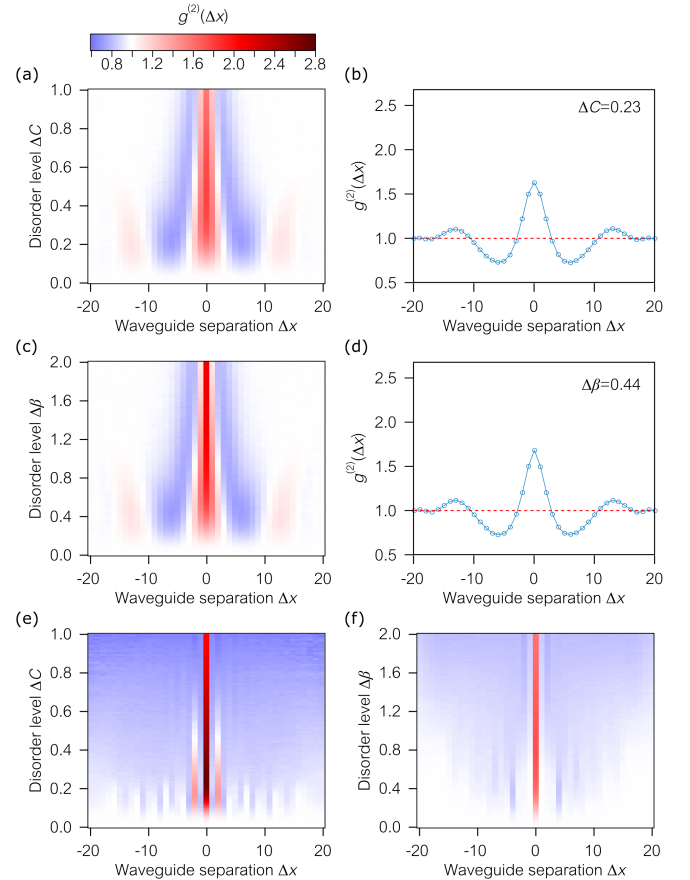 g(2)(Δx)
0.8 1.2 1.6 2.0 2.4 2.8
(a)
1.0
0.8
0.6
0.4
0.2
0.0
Disorder level ΔC
-20 -10 0 10 20
Waveguide separation Δx
(b)
ΔC=0.23
2.5
2.0
1.5
1.0
0.5
g(2)(Δx)
-20 -10 0 10 20
Waveguide separation Δx
(c)
2.0
1.6
1.2
0.8
0.4
0.0
Disorder level Δβ
-20 -10 0 10 20
Waveguide separation Δx
(d)
Δβ=0.44
2.5
2.0
1.5
1.0
0.5
g(2)(Δx)
-20 -10 0 10 20
Waveguide separation Δx
(e)
1.0
0.8
0.6
0.4
0.2
0.0
Disorder level ΔC
-20 -10 0 10 20
Waveguide separation Δx
(f)
2.0
1.6
1.2
0.8
0.4
0.0
Disorder level Δβ
-20 -10 0 10 20
Waveguide separation Δx